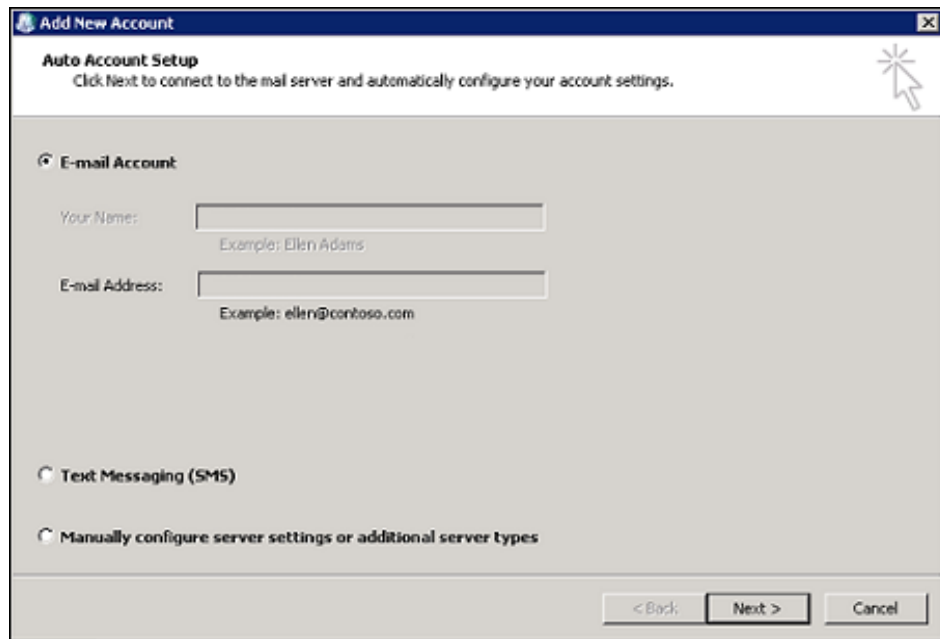 Add New Account
Auto Account Setup
Click Next to connect to the mail server and automatically configure your account settings.
E-mail Account
Your Name:
Example: Ellen Adams
E-mail Address:
Example: ellen@contoso.com
Text Messaging (SMS)
Manually configure server settings or additional server types
< Back Next > Cancel